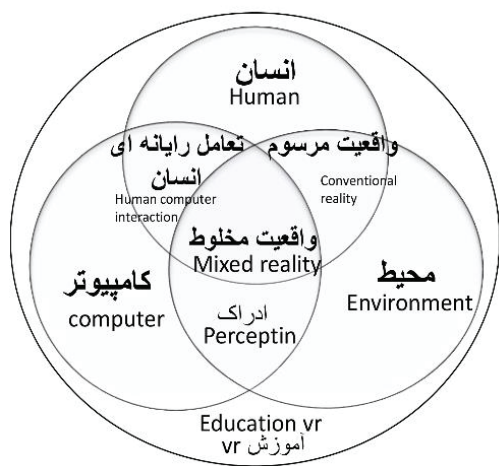 انسان
Human
تعامل رایانه ای
انسان
Human computer
interaction
واقعیت مرسوم
Conventional
reality
واقعیت مخلوط
Mixed reality
کامپیوتر
computer
محیط
Environment
ادراک
Perceptin
Education vr
آموزش vr